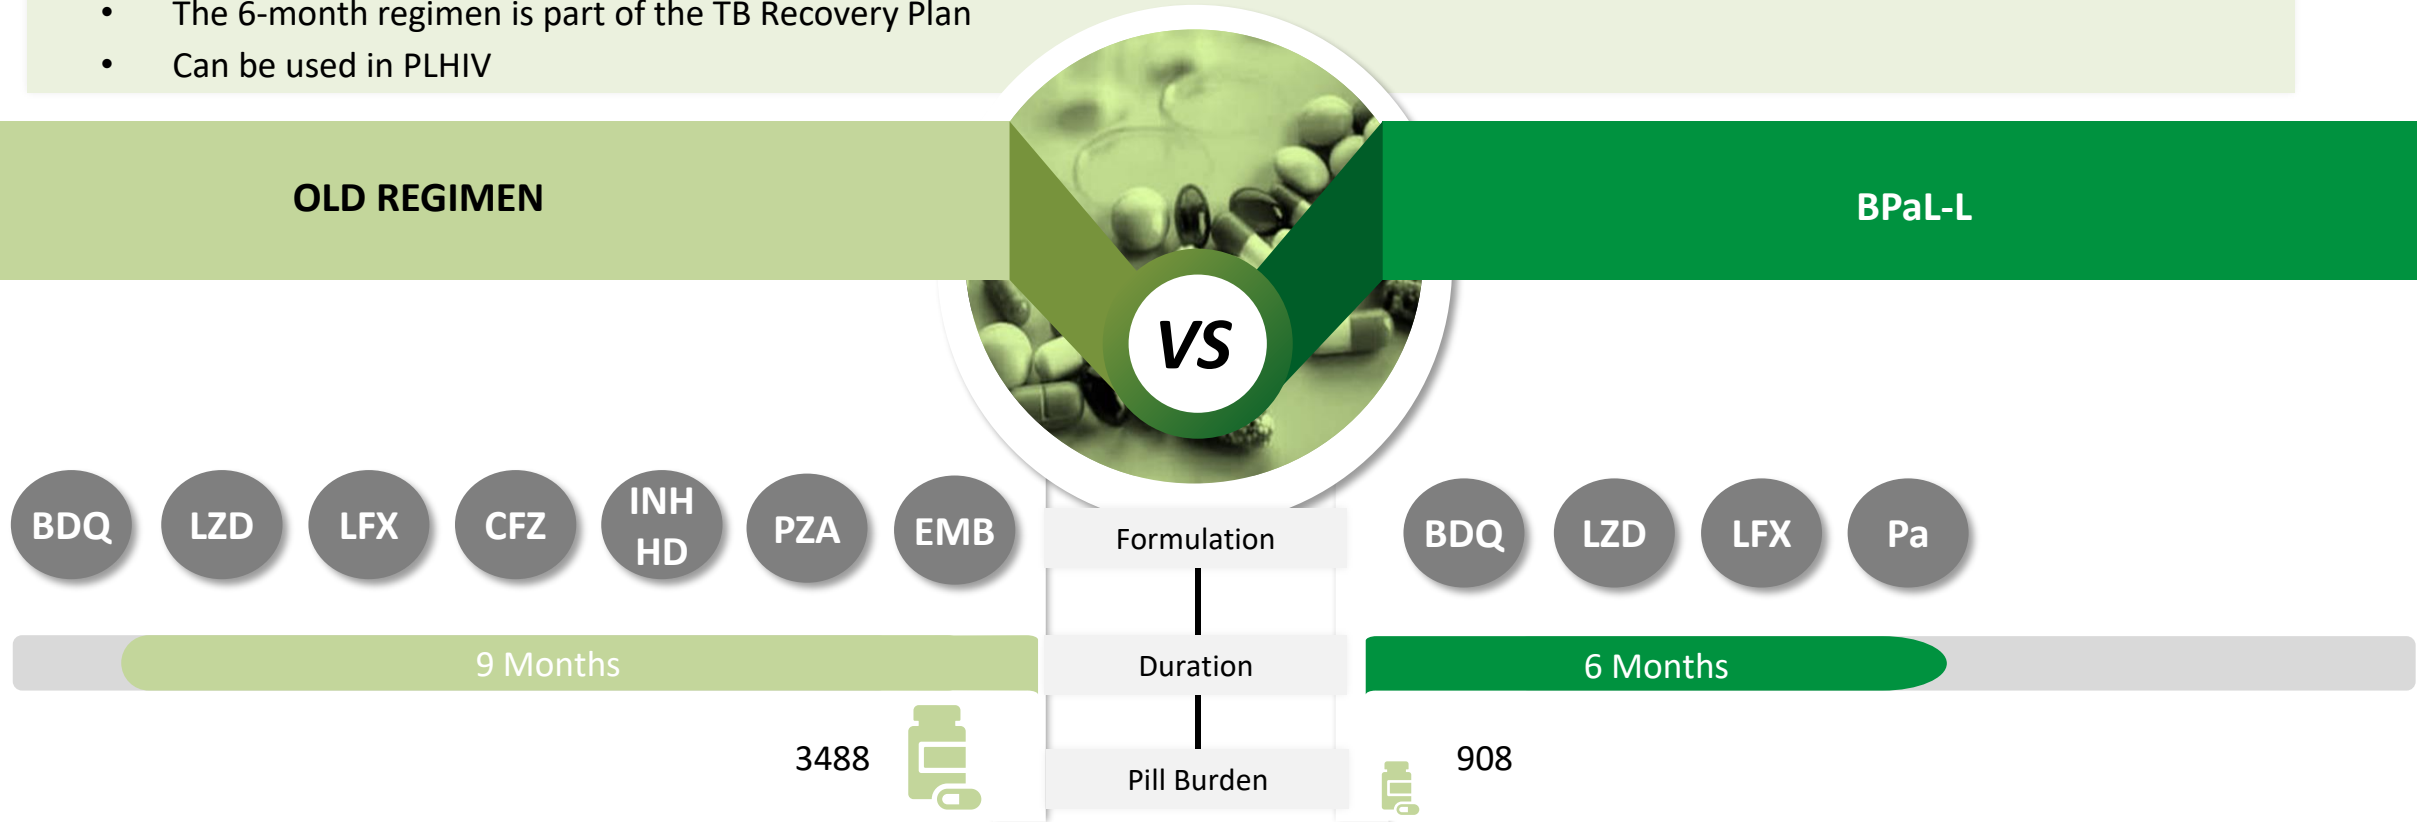 • The 6-month regimen is part of the TB Recovery Plan
• Can be used in PLHIV
OLD REGIMEN
BPaL-L
VS
BDQ
LZD
LFX
CFZ
INH
HD
PZA
EMB
Formulation
BDQ
LZD
LFX
Pa
9 Months
Duration
6 Months
3488
Pill Burden
908